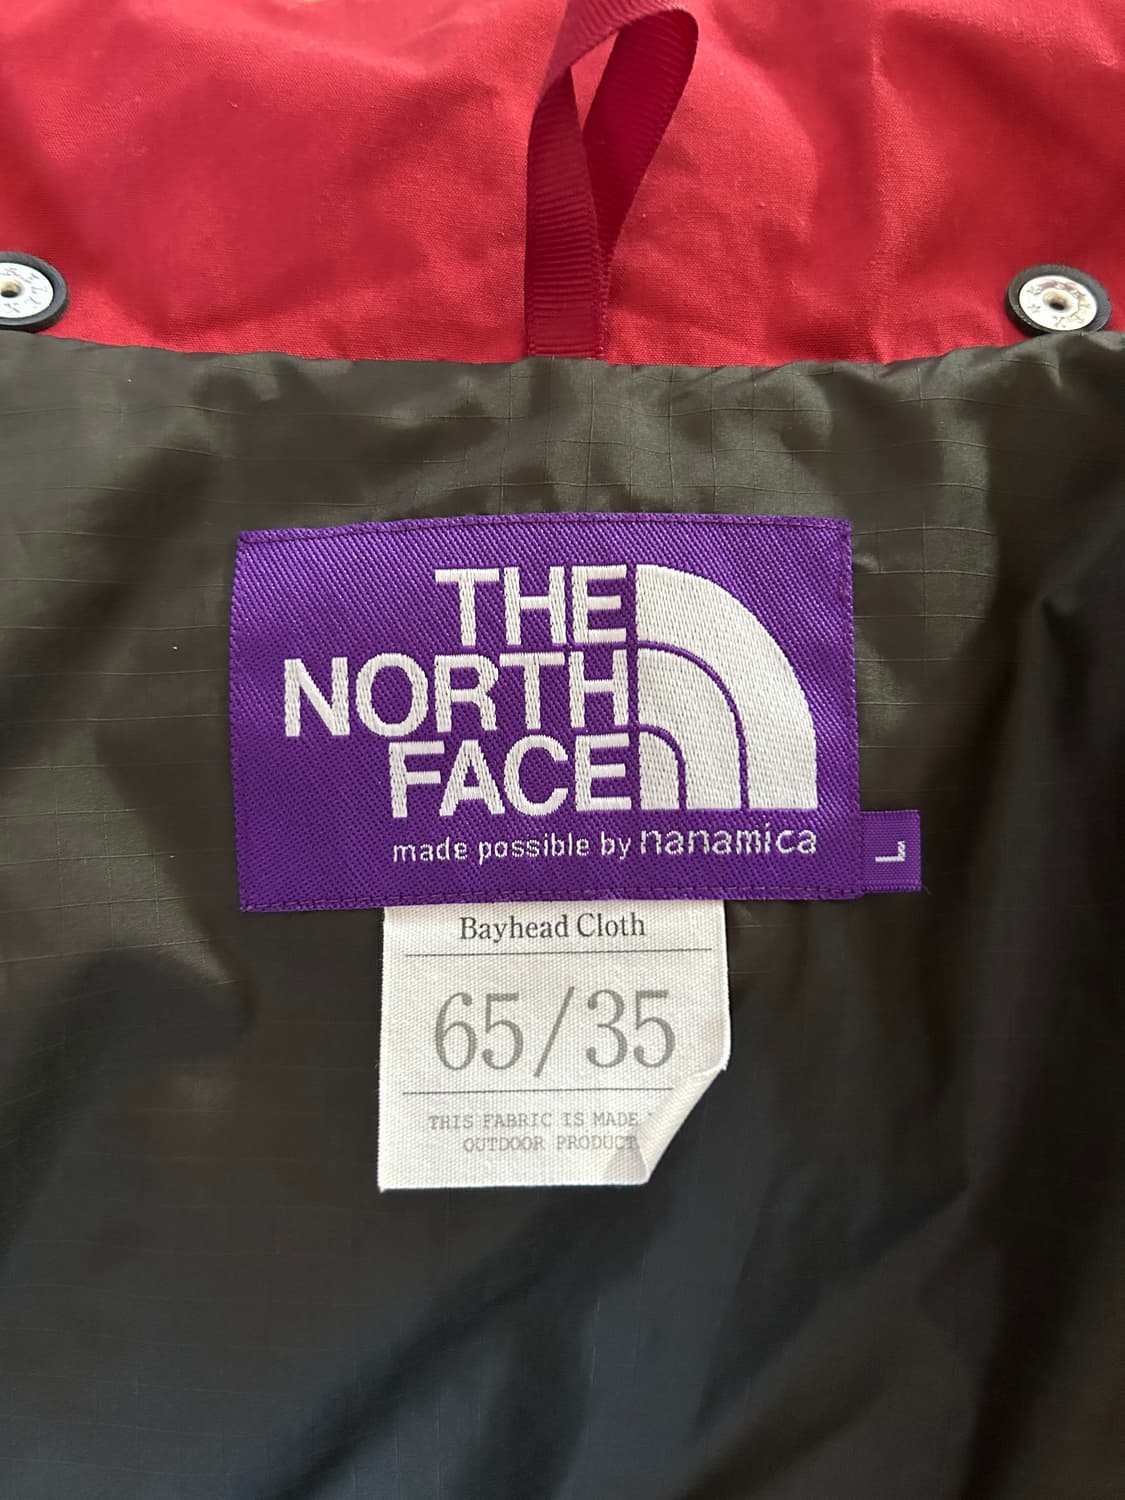 THE
NORTH
FACE
made possible by nanamica
L
Bayhead Cloth
65/35
THIS FABRIC IS MADE
OUTDOOR PRODUCT